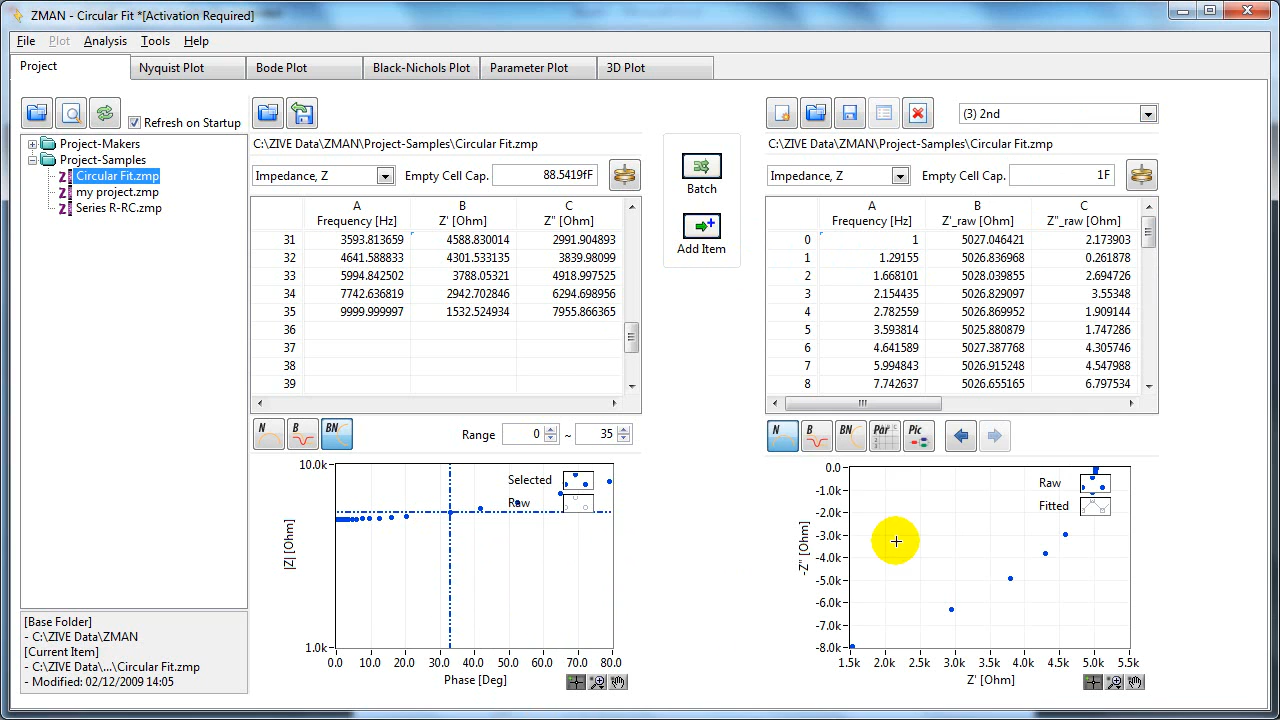 ZMAN - Circular Fit *[Activation Required]
File Plot Analysis Tools Help
Project Nyquist Plot Bode Plot Black-Nichols Plot Parameter Plot 3D Plot
Refresh on Startup
(3) 2nd
Project-Makers
Project-Samples
Circular Fit.zmp
my project.zmp
Series R-RC.zmp
[Base Folder]
- C:\ZIVE Data\ZMAN
[Current Item]
- C:\ZIVE Data\...\Circular Fit.zmp
- Modified: 02/12/2009 14:05
C:\ZIVE Data\ZMAN\Project-Samples\Circular Fit.zmp
Impedance, Z Empty Cell Cap. 88.5419fF
A B C
Frequency [Hz] Z' [Ohm] Z'' [Ohm]
31 3593.813659 4588.830014 2991.904893
32 4641.588833 4301.533135 3839.98099
33 5994.842503 3788.05321 4918.997525
34 7742.636819 2942.702846 6294.698956
35 9999.999997 1532.524934 7955.866365
36
37
38
39
N B BN Range 0 ~ 35
10.0k
1.0k
|Z| [Ohm]
Selected
Raw
0.0 10.0 20.0 30.0 40.0 50.0 60.0 70.0 80.0
Phase [Deg]
Batch
Add Item
C:\ZIVE Data\ZMAN\Project-Samples\Circular Fit.zmp
Impedance, Z Empty Cell Cap. 1F
A B C
Frequency [Hz] Z'_raw [Ohm] Z''_raw [Ohm]
0 1 5027.046421 2.173903
1 1.29155 5026.836968 0.261878
2 1.668101 5028.039855 2.694726
3 2.154435 5026.829097 3.55348
4 2.782559 5026.869952 1.909144
5 3.593814 5025.880879 1.747286
6 4.641589 5027.387768 4.305746
7 5.994843 5026.915248 4.547988
8 7.742637 5026.655165 6.797534
N B BN Par Pic
0.0
-1.0k
-2.0k
-3.0k
-4.0k
-5.0k
-6.0k
-7.0k
-8.0k
-Z'' [Ohm]
Raw
Fitted
1.5k 2.0k 2.5k 3.0k 3.5k 4.0k 4.5k 5.0k 5.5k
Z' [Ohm]